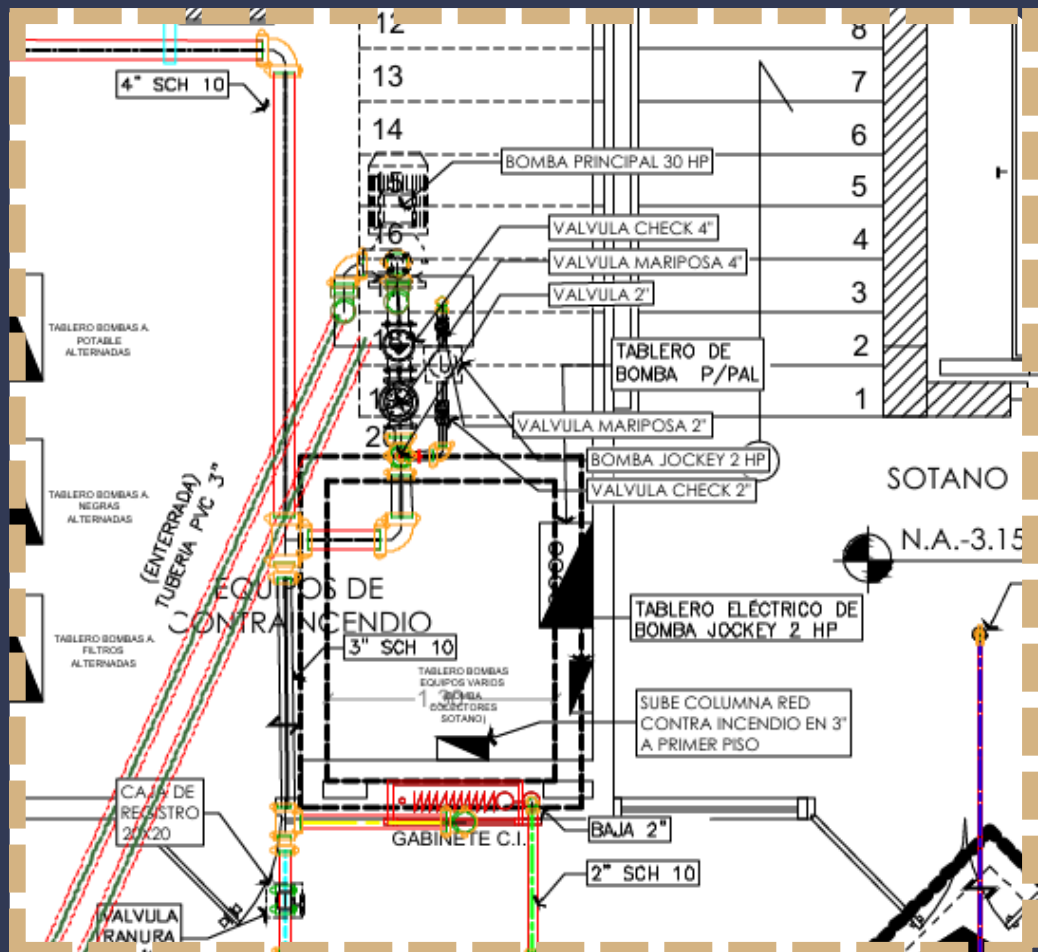 12
8
13
7
4" SCH 10
14
6
BOMBA PRINCIPAL 30 HP
5
16
4
VALVULA CHECK 4"
VALVULA MARIPOSA 4"
VALVULA 2"
3
TABLERO BOMBAS A.
POTABLE
ALTERNADAS
TABLERO DE
BOMBA P/PAL
2
1
VALVULA MARIPOSA 2"
BOMBA JOCKEY 2 HP
VALVULA CHECK 2"
SOTANO
N.A.-3.15
TABLERO BOMBAS A.
NEGRAS
ALTERNADAS
(ENTERRADA)
TUBERIA PVC 3"
EQUIPOS DE
CONTRAINCENDIO
TABLERO ELÉCTRICO DE
BOMBA JOCKEY 2 HP
TABLERO BOMBAS A.
FILTROS
ALTERNADAS
3" SCH 10
TABLERO BOMBAS
EQUIPOS VARIOS
(BOMBA
COLECTORES
SOTANO)
SUBE COLUMNA RED
CONTRA INCENDIO EN 3"
A PRIMER PISO
CAJA DE
REGISTRO
20X20
GABINETE C.I.
BAJA 2"
2" SCH 10
VALVULA
RANURA